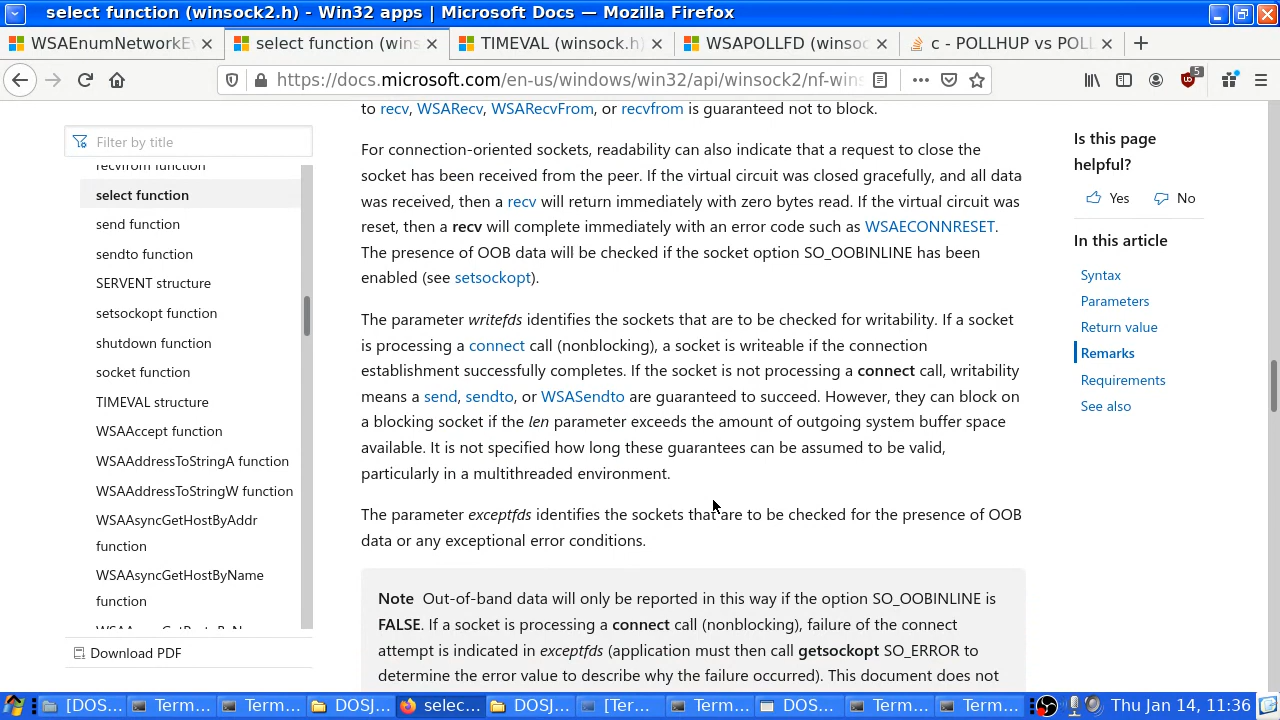 select function (winsock2.h) - Win32 apps | Microsoft Docs — Mozilla Firefox
WSAEnumNetworkEv
select function (wins
TIMEVAL (winsock.h)
WSAPOLLFD (winsoc
c - POLLHUP vs POLL
https://docs.microsoft.com/en-us/windows/win32/api/winsock2/nf-wins
5
Filter by title
recvfrom function
select function
send function
sendto function
SERVENT structure
setsockopt function
shutdown function
socket function
TIMEVAL structure
WSAAccept function
WSAAddressToStringA function
WSAAddressToStringW function
WSAAsyncGetHostByAddr
function
WSAAsyncGetHostByName
function
Download PDF
to recv, WSARecv, WSARecvFrom, or recvfrom is guaranteed not to block.
For connection-oriented sockets, readability can also indicate that a request to close the
socket has been received from the peer. If the virtual circuit was closed gracefully, and all data
was received, then a recv will return immediately with zero bytes read. If the virtual circuit was
reset, then a recv will complete immediately with an error code such as WSAECONNRESET.
The presence of OOB data will be checked if the socket option SO_OOBINLINE has been
enabled (see setsockopt).
The parameter writefds identifies the sockets that are to be checked for writability. If a socket
is processing a connect call (nonblocking), a socket is writeable if the connection
establishment successfully completes. If the socket is not processing a connect call, writability
means a send, sendto, or WSASendto are guaranteed to succeed. However, they can block on
a blocking socket if the len parameter exceeds the amount of outgoing system buffer space
available. It is not specified how long these guarantees can be assumed to be valid,
particularly in a multithreaded environment.
The parameter exceptfds identifies the sockets that are to be checked for the presence of OOB
data or any exceptional error conditions.
Note Out-of-band data will only be reported in this way if the option SO_OOBINLINE is
FALSE. If a socket is processing a connect call (nonblocking), failure of the connect
attempt is indicated in exceptfds (application must then call getsockopt SO_ERROR to
determine the error value to describe why the failure occurred). This document does not
Is this page
helpful?
Yes
No
In this article
Syntax
Parameters
Return value
Remarks
Requirements
See also
[DOS...
Term...
Term...
DOSJ...
selec...
DOSJ...
[Ter...
Term...
DOS...
Term...
Term...
Thu Jan 14, 11:36